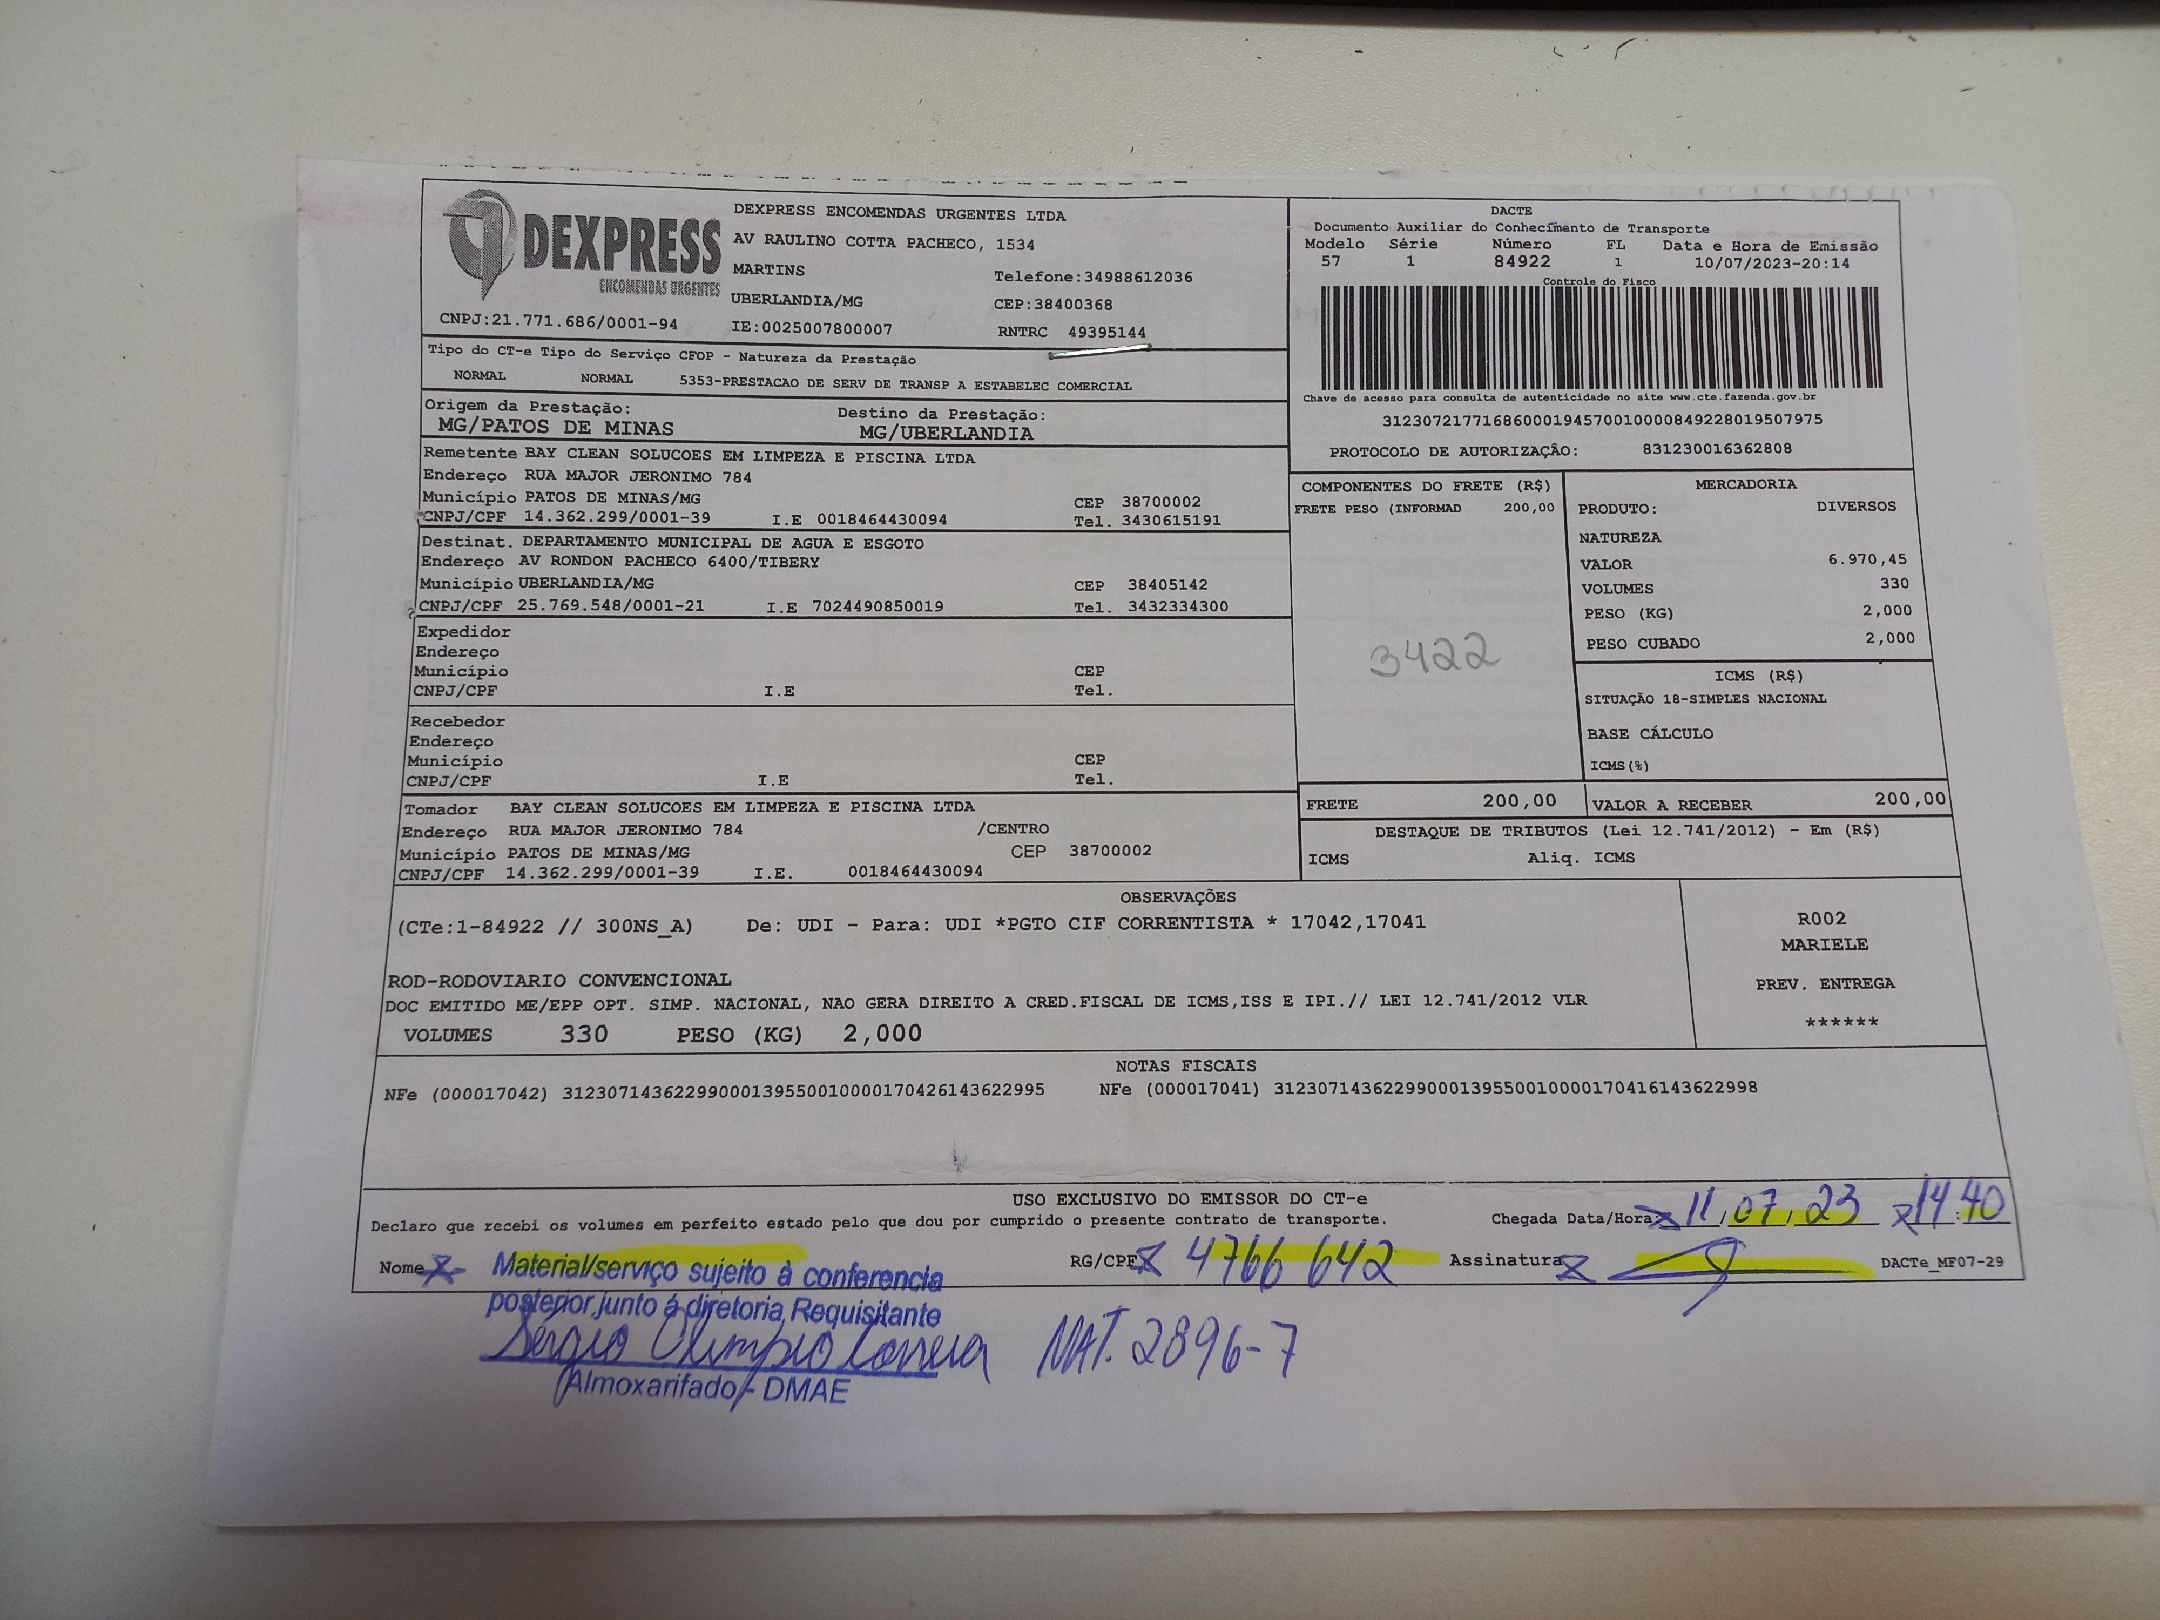 DEXPRESS
ENCOMENDAS URGENTES
CNPJ:21.771.686/0001-94
DEXPRESS ENCOMENDAS URGENTES LTDA
AV RAULINO COTTA PACHECO, 1534
MARTINS Telefone:34988612036
UBERLANDIA/MG CEP:38400368
IE:0025007800007 RNTRC 49395144
DACTE
Documento Auxiliar do Conhecimento de Transporte
Modelo Série Número FL Data e Hora de Emissão
57 1 84922 1 10/07/2023-20:14
Controle do Fisco
Chave de acesso para consulta de autenticidade no site www.cte.fazenda.gov.br
31230721771686000194570010000849228019507975
PROTOCOLO DE AUTORIZAÇÃO: 831230016362808
Tipo do CT-e Tipo do Serviço CFOP - Natureza da Prestação
NORMAL NORMAL 5353-PRESTACAO DE SERV DE TRANSP A ESTABELEC COMERCIAL
Origem da Prestação: Destino da Prestação:
MG/PATOS DE MINAS MG/UBERLANDIA
Remetente BAY CLEAN SOLUCOES EM LIMPEZA E PISCINA LTDA
Endereço RUA MAJOR JERONIMO 784
Município PATOS DE MINAS/MG CEP 38700002
CNPJ/CPF 14.362.299/0001-39 I.E 0018464430094 Tel. 3430615191
Destinat. DEPARTAMENTO MUNICIPAL DE AGUA E ESGOTO
Endereço AV RONDON PACHECO 6400/TIBERY
Município UBERLANDIA/MG CEP 38405142
CNPJ/CPF 25.769.548/0001-21 I.E 7024490850019 Tel. 3432334300
Expedidor
Endereço
Município CEP
CNPJ/CPF I.E Tel.
Recebedor
Endereço
Município CEP
CNPJ/CPF I.E Tel.
Tomador BAY CLEAN SOLUCOES EM LIMPEZA E PISCINA LTDA
Endereço RUA MAJOR JERONIMO 784 /CENTRO
Município PATOS DE MINAS/MG CEP 38700002
CNPJ/CPF 14.362.299/0001-39 I.E. 0018464430094
COMPONENTES DO FRETE (R$)
FRETE PESO (INFORMAD 200,00
3422
MERCADORIA
PRODUTO: DIVERSOS
NATUREZA
VALOR 6.970,45
VOLUMES 330
PESO (KG) 2,000
PESO CUBADO 2,000
ICMS (R$)
SITUAÇÃO 18-SIMPLES NACIONAL
BASE CÁLCULO
ICMS(%)
FRETE 200,00 VALOR A RECEBER 200,00
DESTAQUE DE TRIBUTOS (Lei 12.741/2012) - Em (R$)
ICMS Aliq. ICMS
OBSERVAÇÕES
(CTe:1-84922 // 300NS_A) De: UDI - Para: UDI *PGTO CIF CORRENTISTA * 17042,17041
ROD-RODOVIARIO CONVENCIONAL
DOC EMITIDO ME/EPP OPT. SIMP. NACIONAL, NAO GERA DIREITO A CRED.FISCAL DE ICMS,ISS E IPI.// LEI 12.741/2012 VLR
VOLUMES 330 PESO (KG) 2,000
R002
MARIELE
PREV. ENTREGA
******
NOTAS FISCAIS
NFe (000017042) 31230714362299000139550010000170426143622995 NFe (000017041) 31230714362299000139550010000170416143622998
USO EXCLUSIVO DO EMISSOR DO CT-e
Declaro que recebi os volumes em perfeito estado pelo que dou por cumprido o presente contrato de transporte. Chegada Data/Hora: 11/07/23 14:40
Nome Material/serviço sujeito à conferencia RG/CPF 4766 642 Assinatura DACTe_MF07-29
posterior junto á diretoria Requisitante
Sérgio Olimpio Correia MAT. 2896-7
Almoxarifado - DMAE